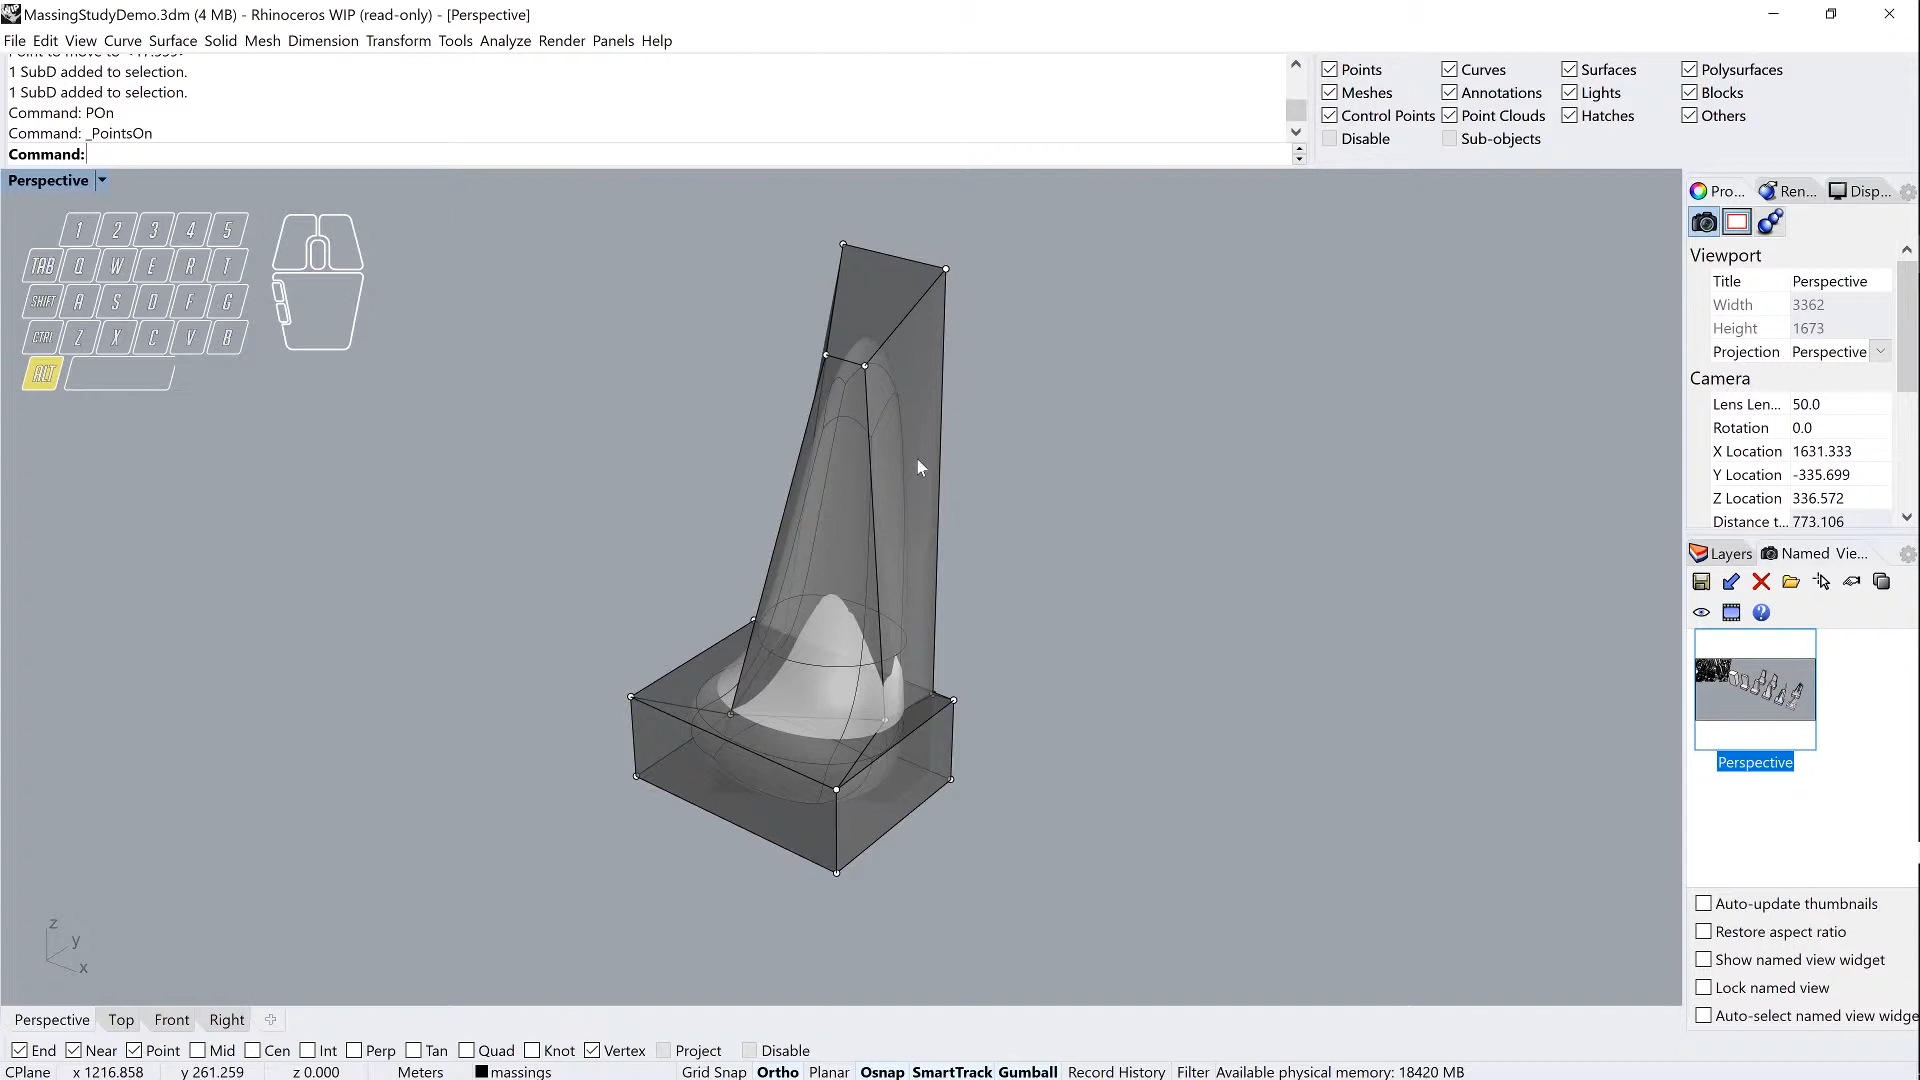 MassingStudyDemo.3dm (4 MB) - Rhinoceros WIP (read-only) - [Perspective]
File Edit View Curve Surface Solid Mesh Dimension Transform Tools Analyze Render Panels Help
1 SubD added to selection.
1 SubD added to selection.
Command: POn
Command: _PointsOn
Command:
Points Curves Surfaces Polysurfaces
Meshes Annotations Lights Blocks
Control Points Point Clouds Hatches Others
Disable Sub-objects
Perspective
1 2 3 4 5
TAB Q W E R T
SHIFT A S D F G
CTRL Z X C V B
ALT
Pro... Ren... Disp...
Viewport
Title Perspective
Width 3362
Height 1673
Projection Perspective
Camera
Lens Len... 50.0
Rotation 0.0
X Location 1631.333
Y Location -335.699
Z Location 336.572
Distance t... 773.106
Layers Named Vie...
Perspective
Auto-update thumbnails
Restore aspect ratio
Show named view widget
Lock named view
Auto-select named view widge
z
y
x
Perspective Top Front Right
End Near Point Mid Cen Int Perp Tan Quad Knot Vertex Project Disable
CPlane x 1216.858 y 261.259 z 0.000 Meters massings Grid Snap Ortho Planar Osnap SmartTrack Gumball Record History Filter Available physical memory: 18420 MB